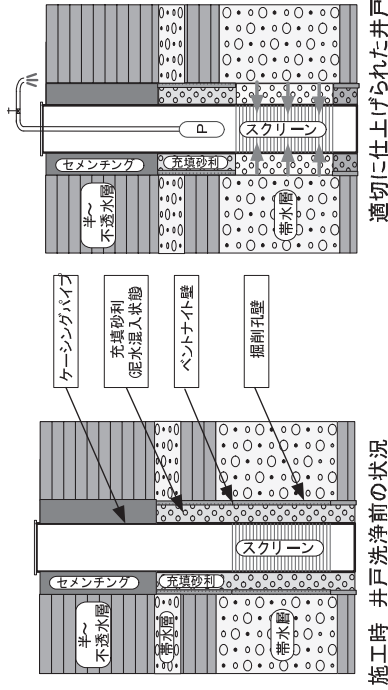 施工時 井戸洗浄前の状況
セメンチング
半～
不透水層
充填砂利
帯水層
帯水層
スクリーン
ケーシングパイプ
充填砂利
(泥水混入状態)
ベントナイト壁
掘削孔壁
適切に仕上げられた井戸
セメンチング
半～
不透水層
充填砂利
帯水層
P
スクリーン